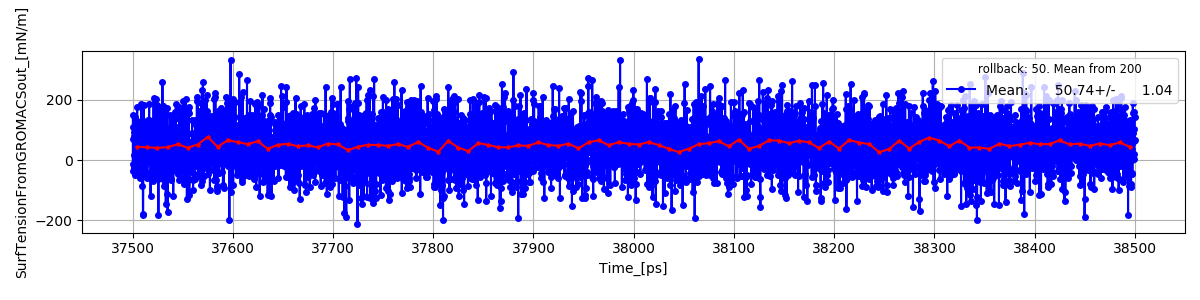 SurfTensionFromGROMACSout_[mN/m]
200
0
−200
rollback: 50. Mean from 200
Mean: 50.74+/- 1.04
37500 37600 37700 37800 37900 38000 38100 38200 38300 38400 38500
Time_[ps]